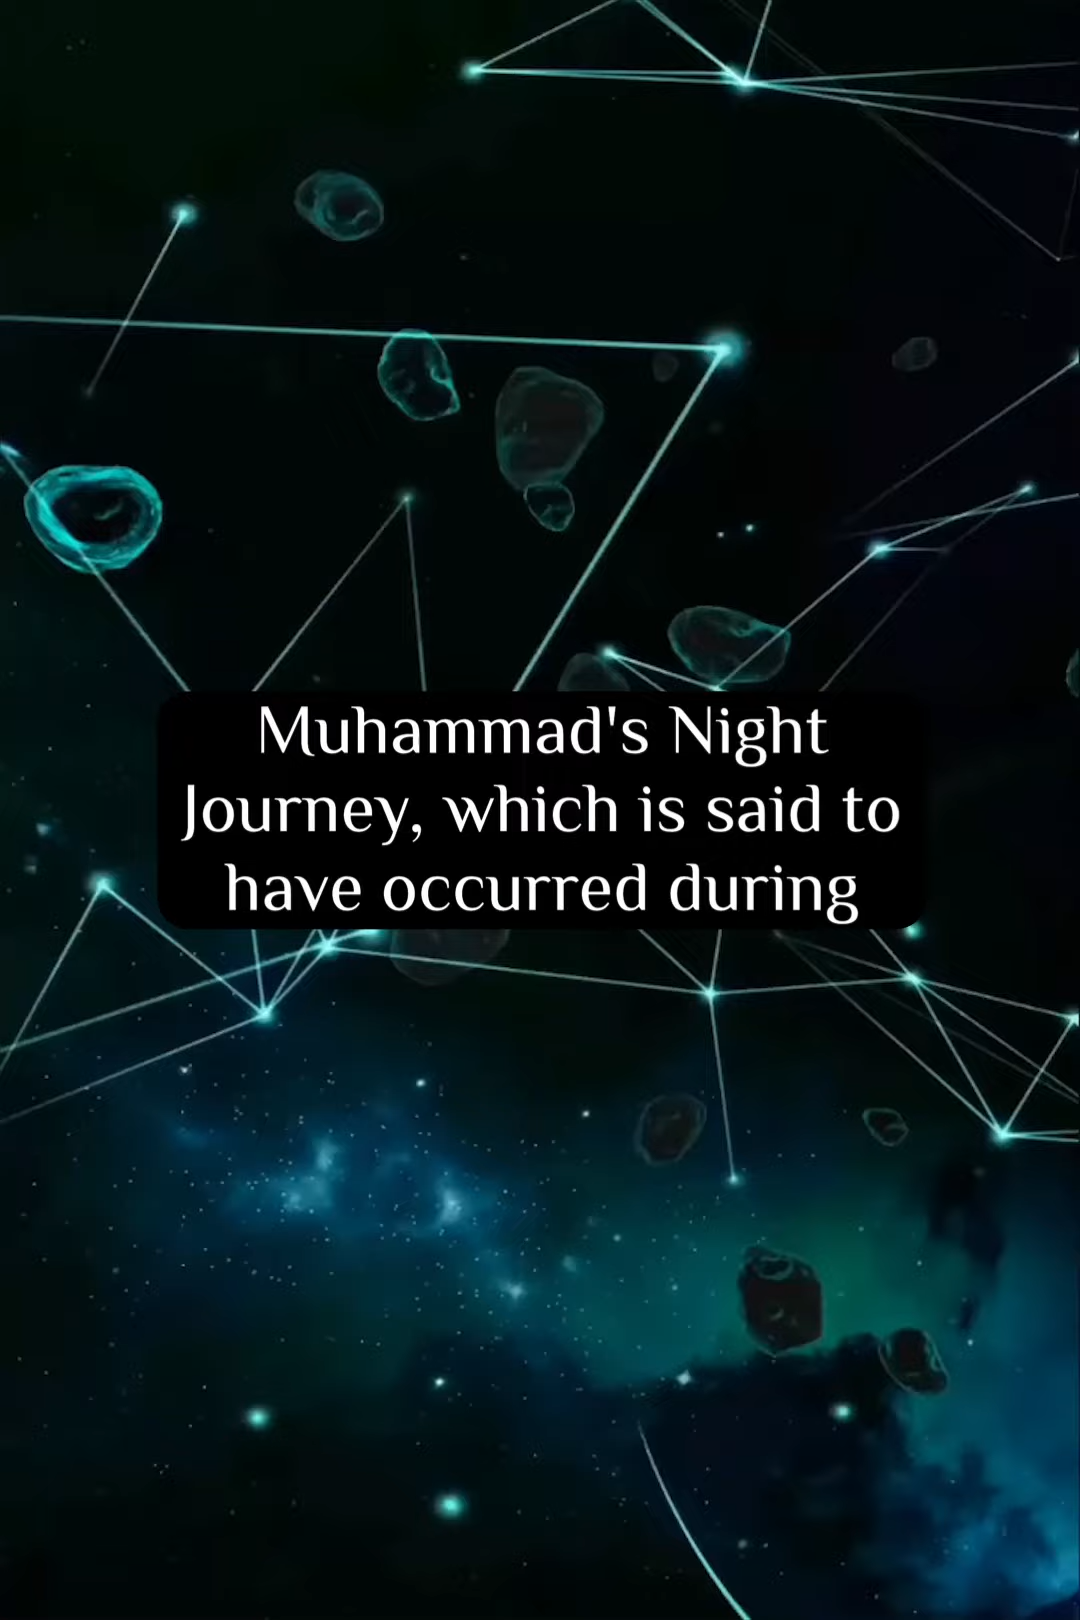 Muhammad's Night
Journey, which is said to
have occurred during